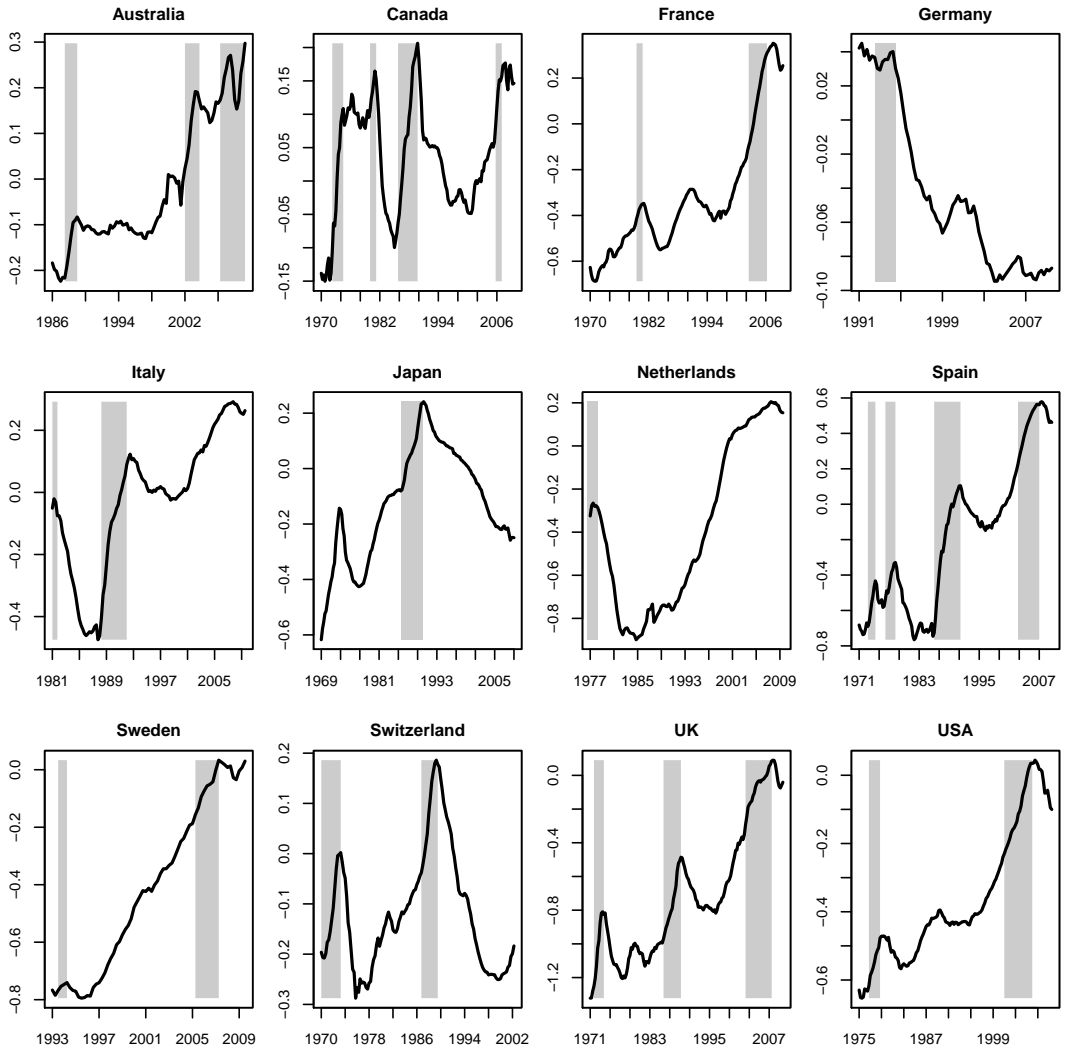 Australia
0.3
0.2
0.1
0.0
−0.1
−0.2
1986 1994 2002
Canada
0.15
0.05
−0.05
−0.15
1970 1982 1994 2006
France
0.2
0.0
−0.2
−0.4
−0.6
1970 1982 1994 2006
Germany
0.02
−0.02
−0.06
−0.10
1991 1999 2007
Italy
0.2
0.0
−0.2
−0.4
1981 1989 1997 2005
Japan
0.2
0.0
−0.2
−0.4
−0.6
1969 1981 1993 2005
Netherlands
0.2
0.0
−0.2
−0.4
−0.6
−0.8
1977 1985 1993 2001 2009
Spain
0.6
0.4
0.2
0.0
−0.4
−0.8
1971 1983 1995 2007
Sweden
0.0
−0.2
−0.4
−0.6
−0.8
1993 1997 2001 2005 2009
Switzerland
0.2
0.1
0.0
−0.1
−0.2
−0.3
1970 1978 1986 1994 2002
UK
0.0
−0.4
−0.8
−1.2
1971 1983 1995 2007
USA
0.0
−0.2
−0.4
−0.6
1975 1987 1999